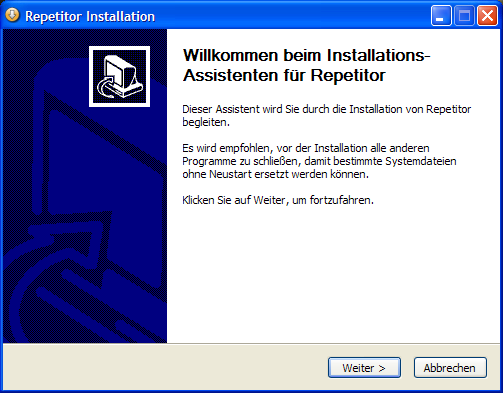 Repetitor Installation
Willkommen beim Installations-
Assistenten für Repetitor
Dieser Assistent wird Sie durch die Installation von Repetitor
begleiten.
Es wird empfohlen, vor der Installation alle anderen
Programme zu schließen, damit bestimmte Systemdateien
ohne Neustart ersetzt werden können.
Klicken Sie auf Weiter, um fortzufahren.
Weiter >
Abbrechen